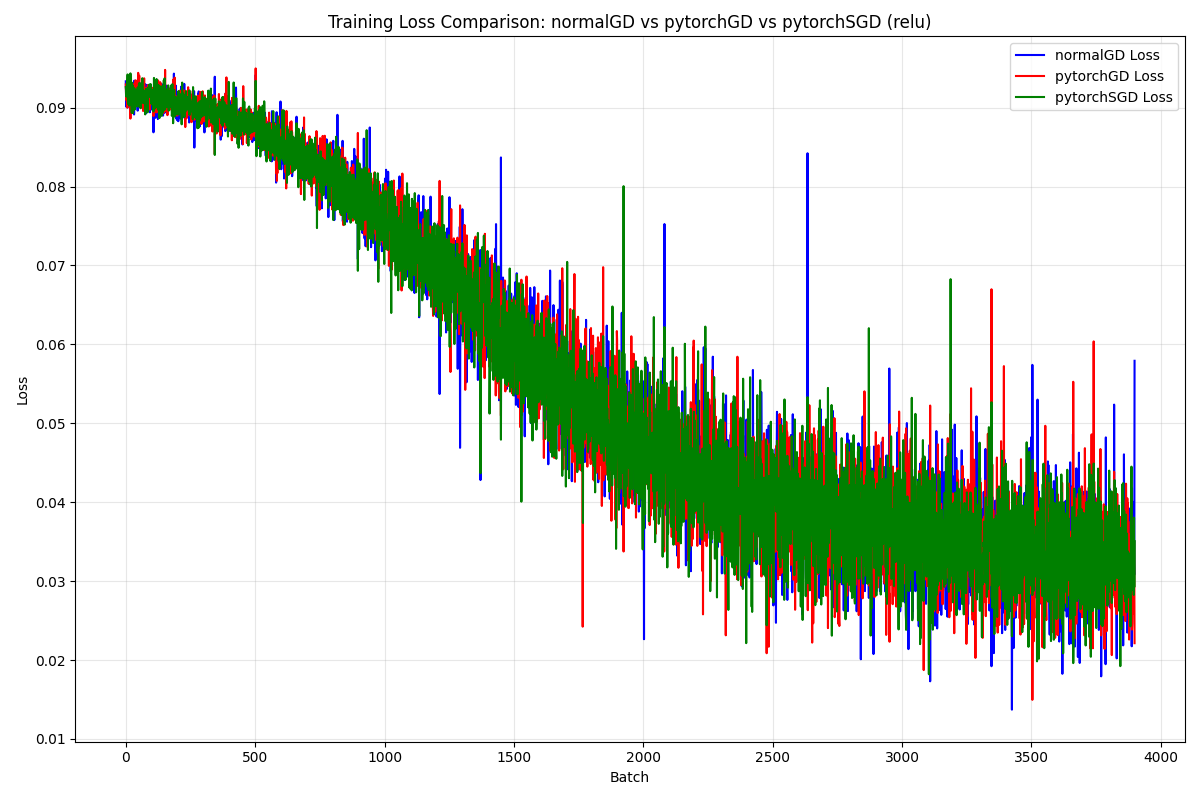 Training Loss Comparison: normalGD vs pytorchGD vs pytorchSGD (relu)
normalGD Loss
pytorchGD Loss
pytorchSGD Loss
Loss
0.09
0.08
0.07
0.06
0.05
0.04
0.03
0.02
0.01
0 500 1000 1500 2000 2500 3000 3500 4000
Batch